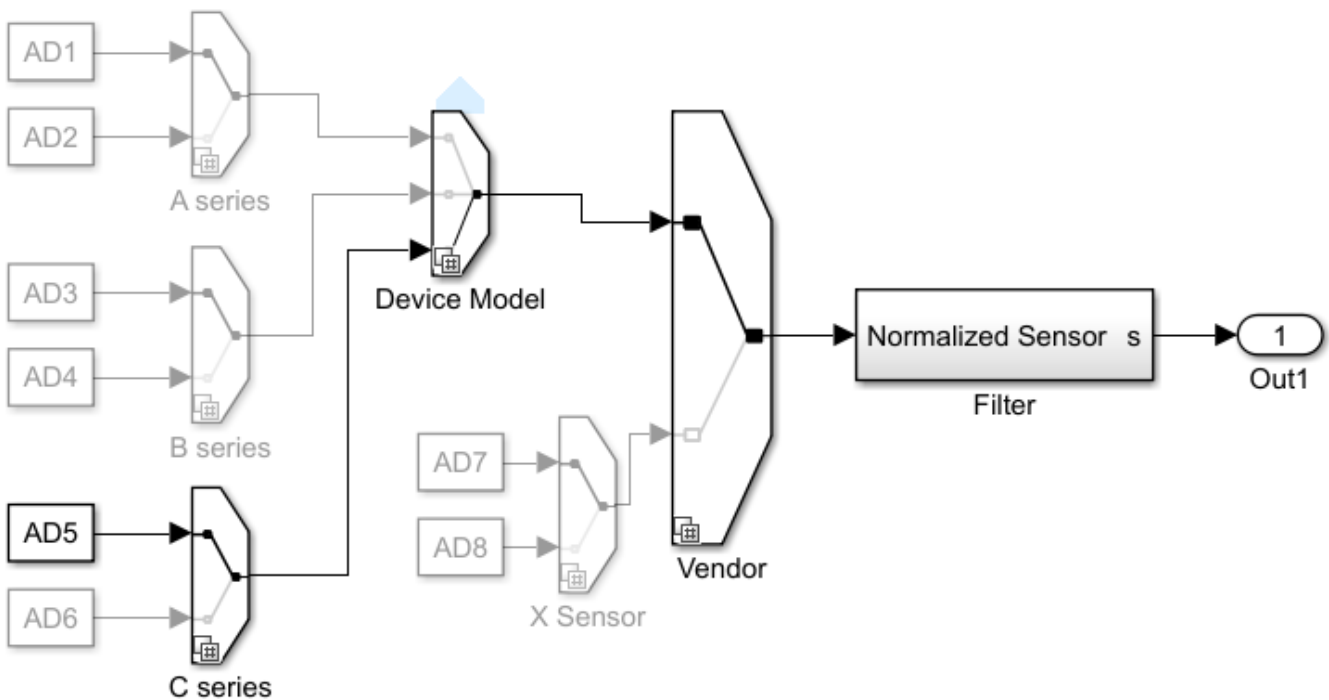 AD1
AD2
A series
AD3
AD4
B series
AD5
AD6
C series
Device Model
AD7
AD8
X Sensor
Vendor
Normalized Sensor s
Filter
1
Out1